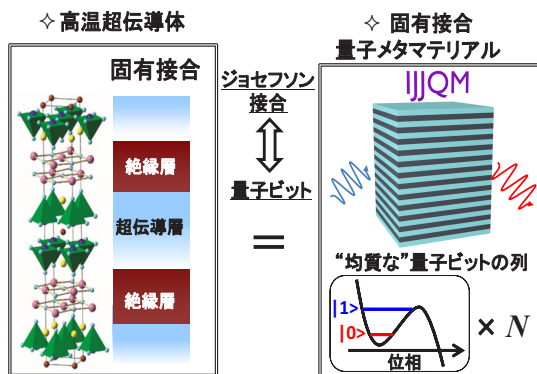 ✧ 高温超伝導体
固有接合
絶縁層
超伝導層
絶縁層
ジョセフソン
接合
量子ビット
=
✧ 固有接合
量子メタマテリアル
IJJQM
“均質な”量子ビットの列
|1>
|0>
位相
× N